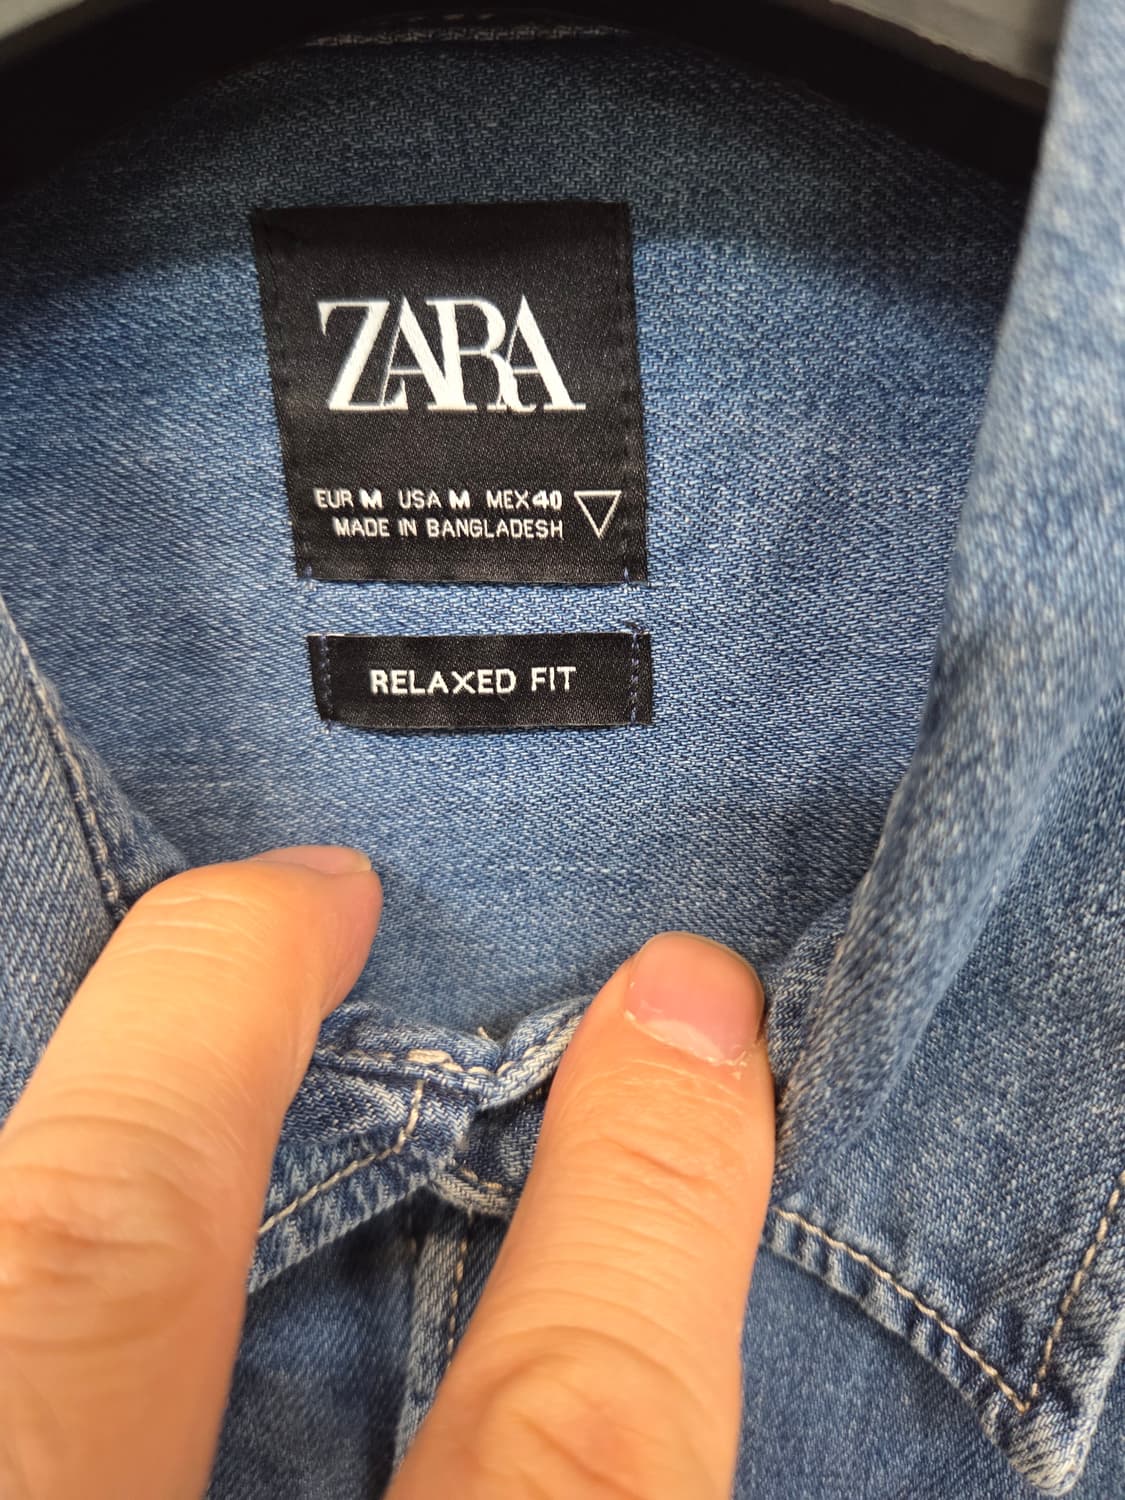 ZARA
EUR M USA M MEX 40
MADE IN BANGLADESH
RELAXED FIT